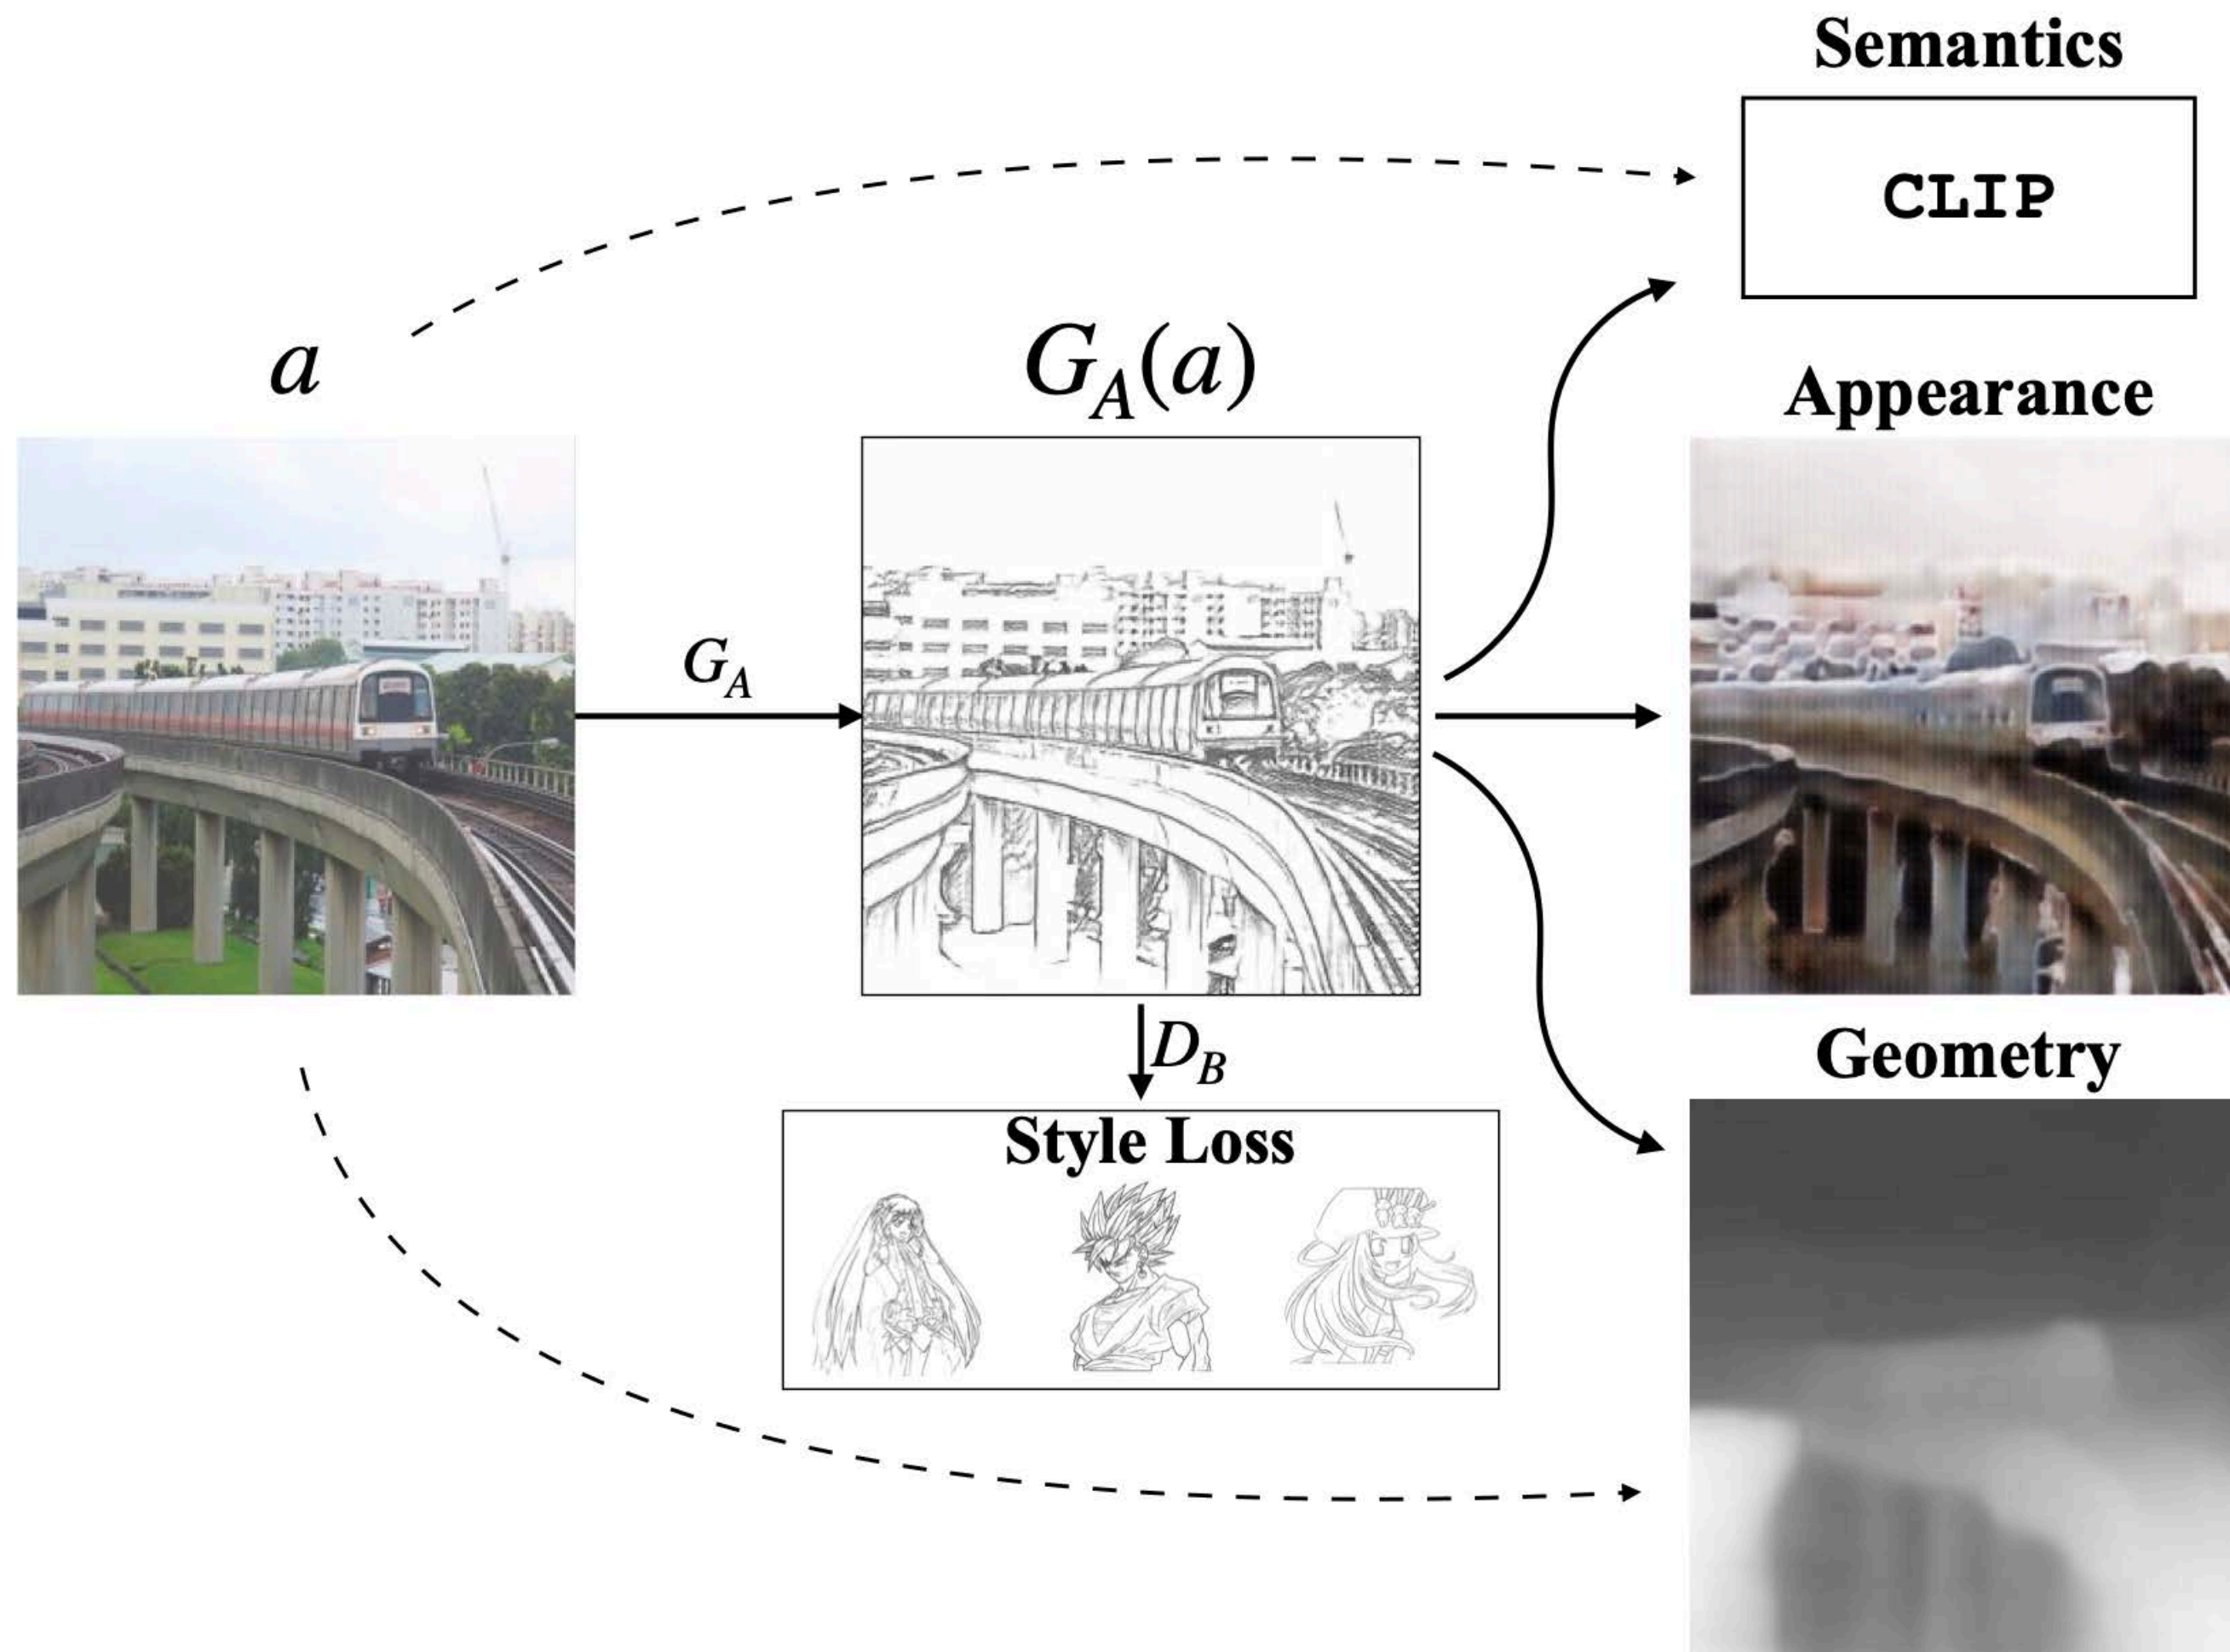 Semantics
CLIP
a
G_A(a)
Appearance
G_A
D_B
Geometry
Style Loss